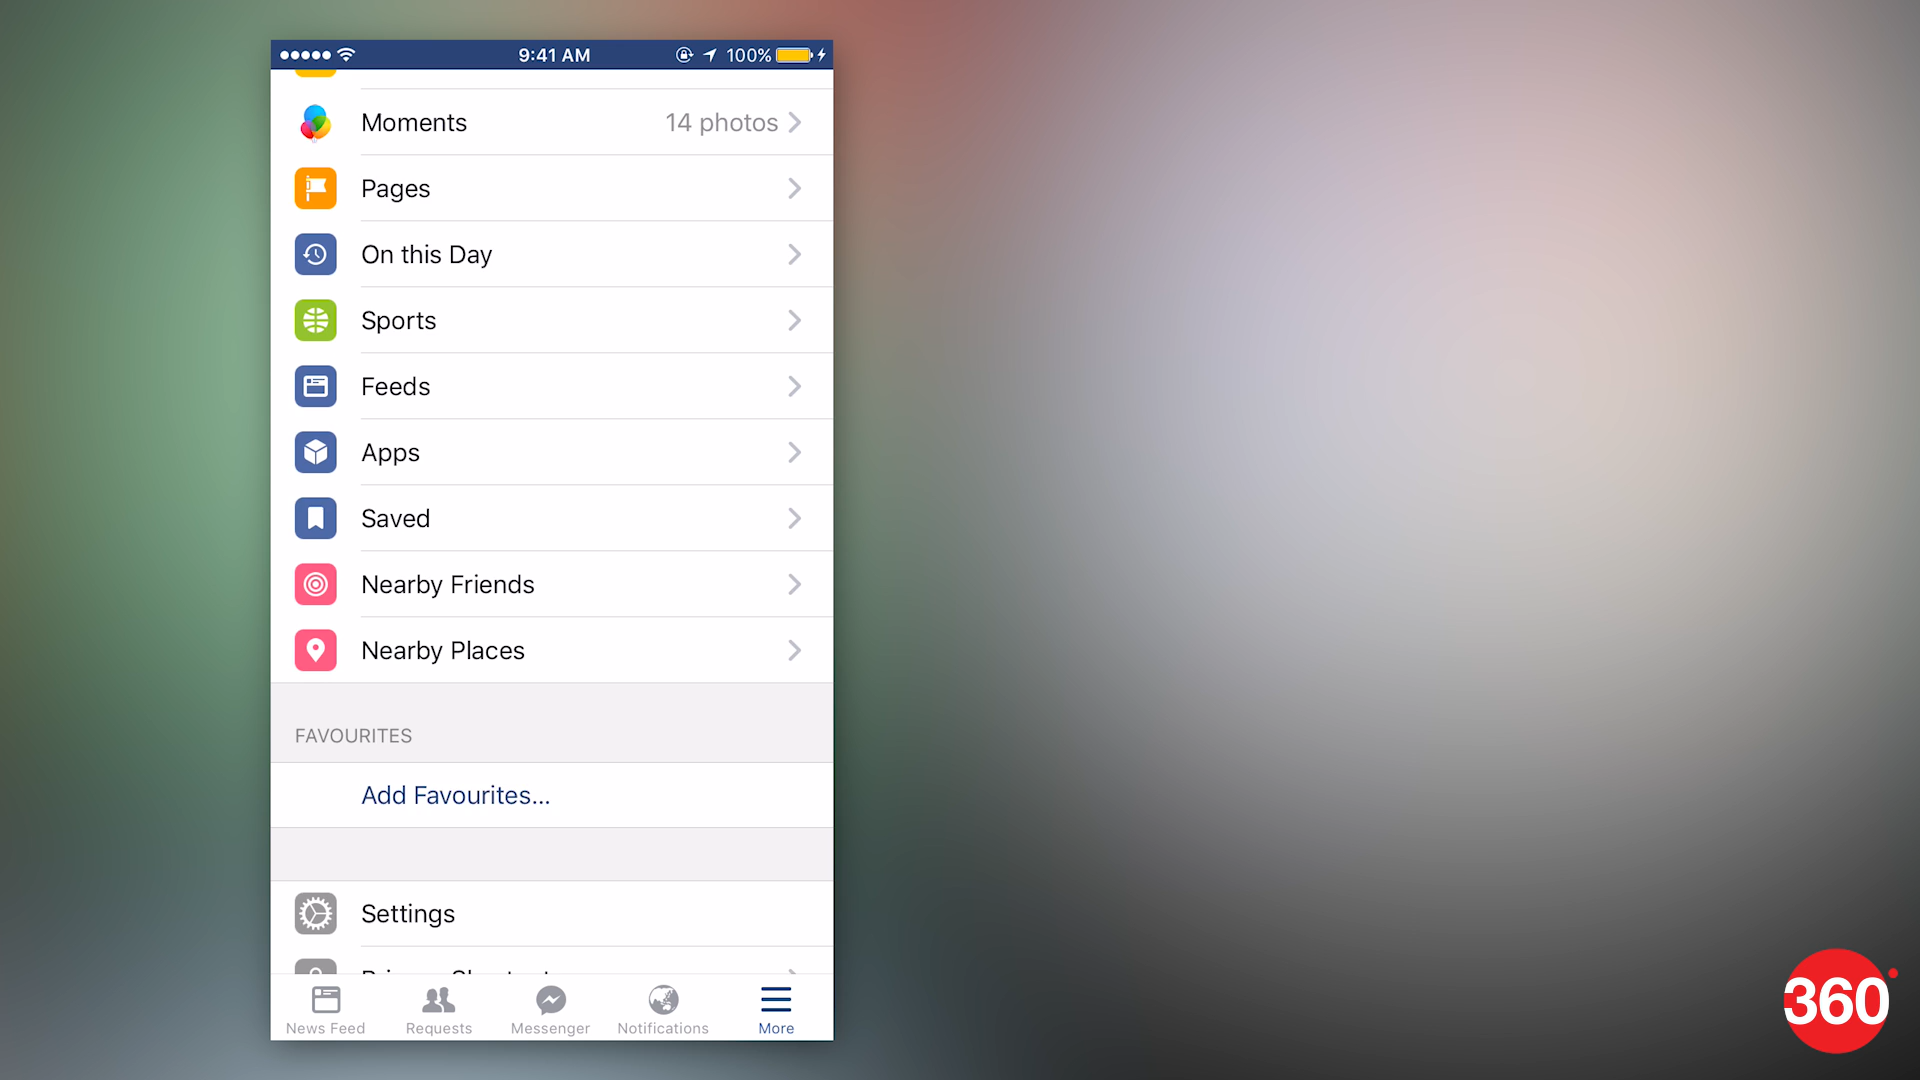 9:41 AM 100%
Moments 14 photos
Pages
On this Day
Sports
Feeds
Apps
Saved
Nearby Friends
Nearby Places
FAVOURITES
Add Favourites...
Settings
News Feed Requests Messenger Notifications More
360